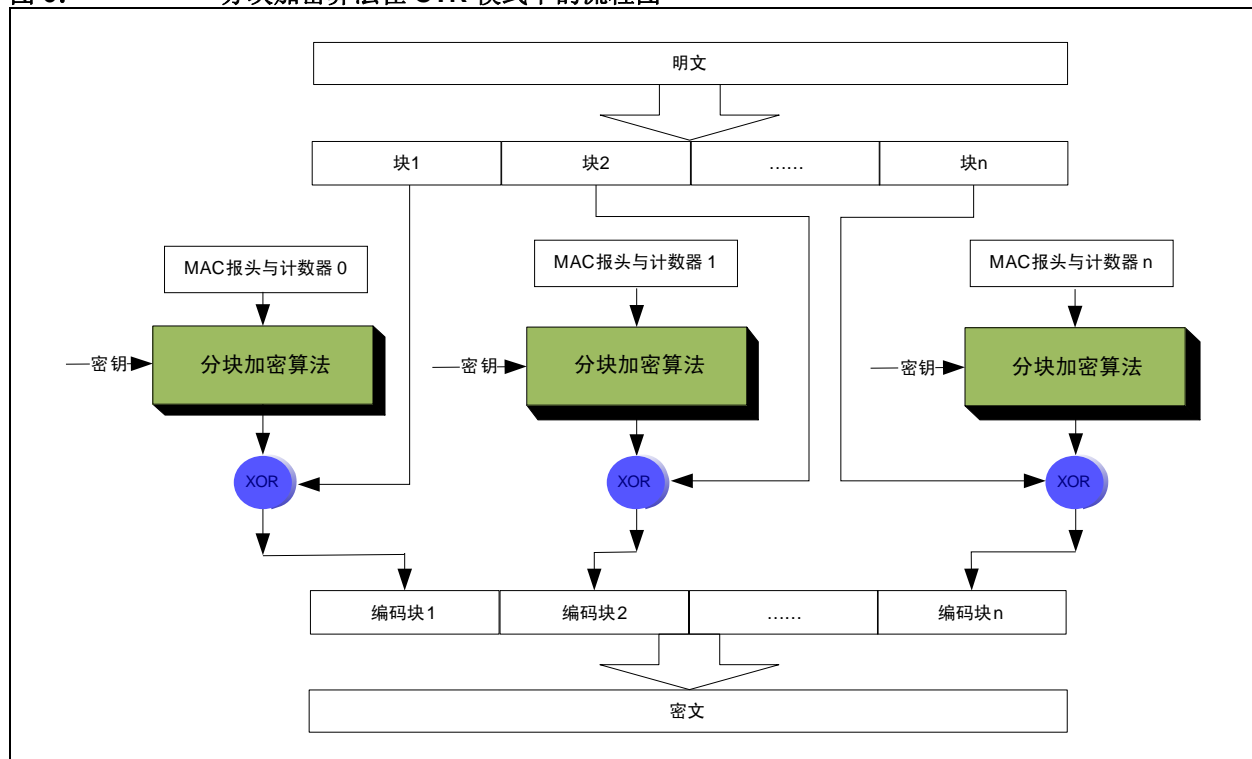 明文
块1 块2 …… 块n
MAC报头与计数器 0 MAC报头与计数器 1 MAC报头与计数器 n
密钥 分块加密算法 密钥 分块加密算法 密钥 分块加密算法
XOR XOR XOR
编码块1 编码块2 …… 编码块n
密文